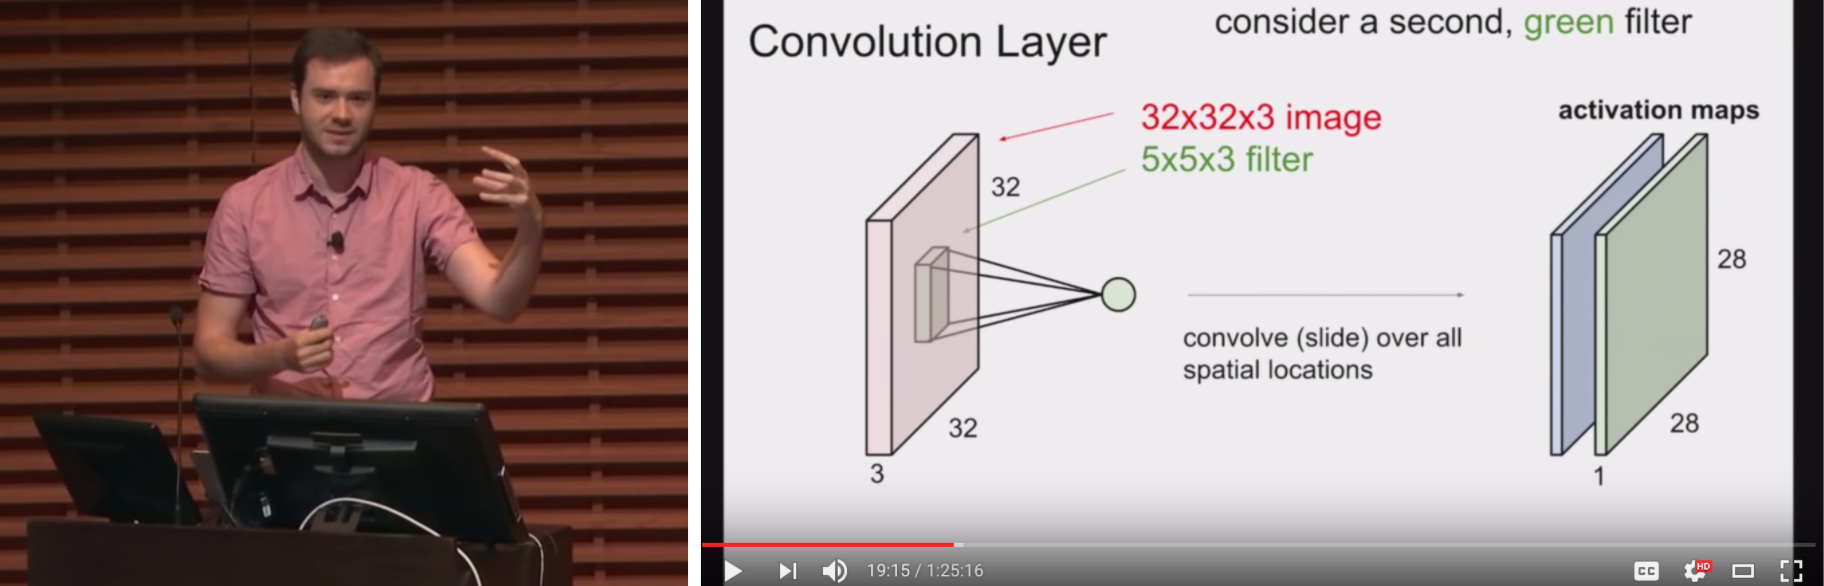 Convolution Layer
consider a second, green filter
32x32x3 image
5x5x3 filter
activation maps
32
28
convolve (slide) over all
spatial locations
32
28
3
1
19:15 / 1:25:16
CC
HD